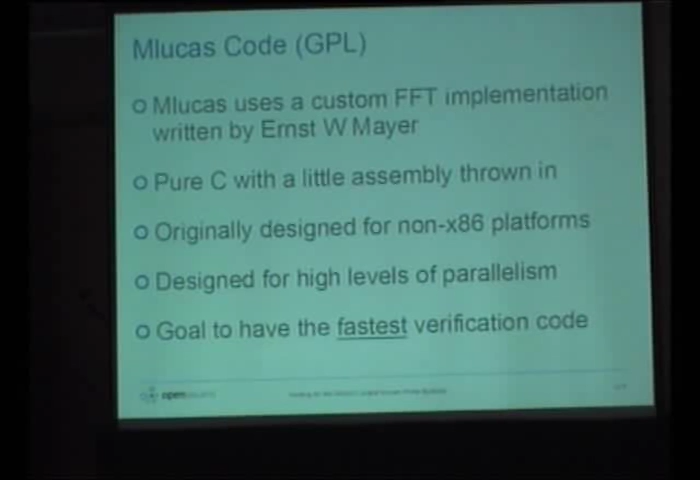 Mlucas Code (GPL)
Mlucas uses a custom FFT implementation
written by Ernst W Mayer
Pure C with a little assembly thrown in
Originally designed for non-x86 platforms
Designed for high levels of parallelism
Goal to have the fastest verification code
open